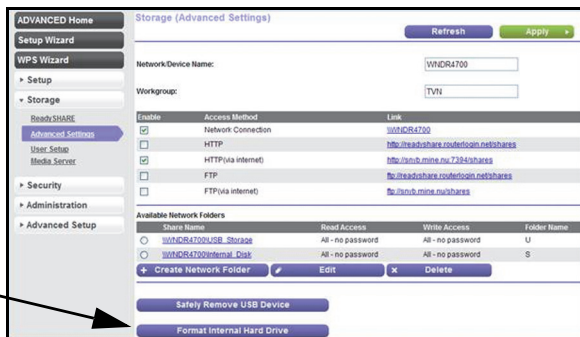 ADVANCED Home
Setup Wizard
WPS Wizard
▸ Setup
▾ Storage
ReadySHARE
Advanced Settings
User Setup
Media Server
▸ Security
▸ Administration
▸ Advanced Setup
Storage (Advanced Settings)
Refresh Apply ▸
Network/Device Name: WNDR4700
Workgroup: TVN
Enable Access Method Link
Network Connection \\WNDR4700
HTTP http://readyshare.routerlogin.net/shares
HTTP(via internet) http://snvb.mine.nu:7394/shares
FTP ftp://readyshare.routerlogin.net/shares
FTP(via internet) ftp://snvb.mine.nu/shares
Available Network Folders
Share Name Read Access Write Access Folder Name
\\WNDR4700\USB_Storage All - no password All - no password U
\\WNDR4700\Internal_Disk All - no password All - no password S
+ Create Network Folder Edit x Delete
Safely Remove USB Device
Format Internal Hard Drive